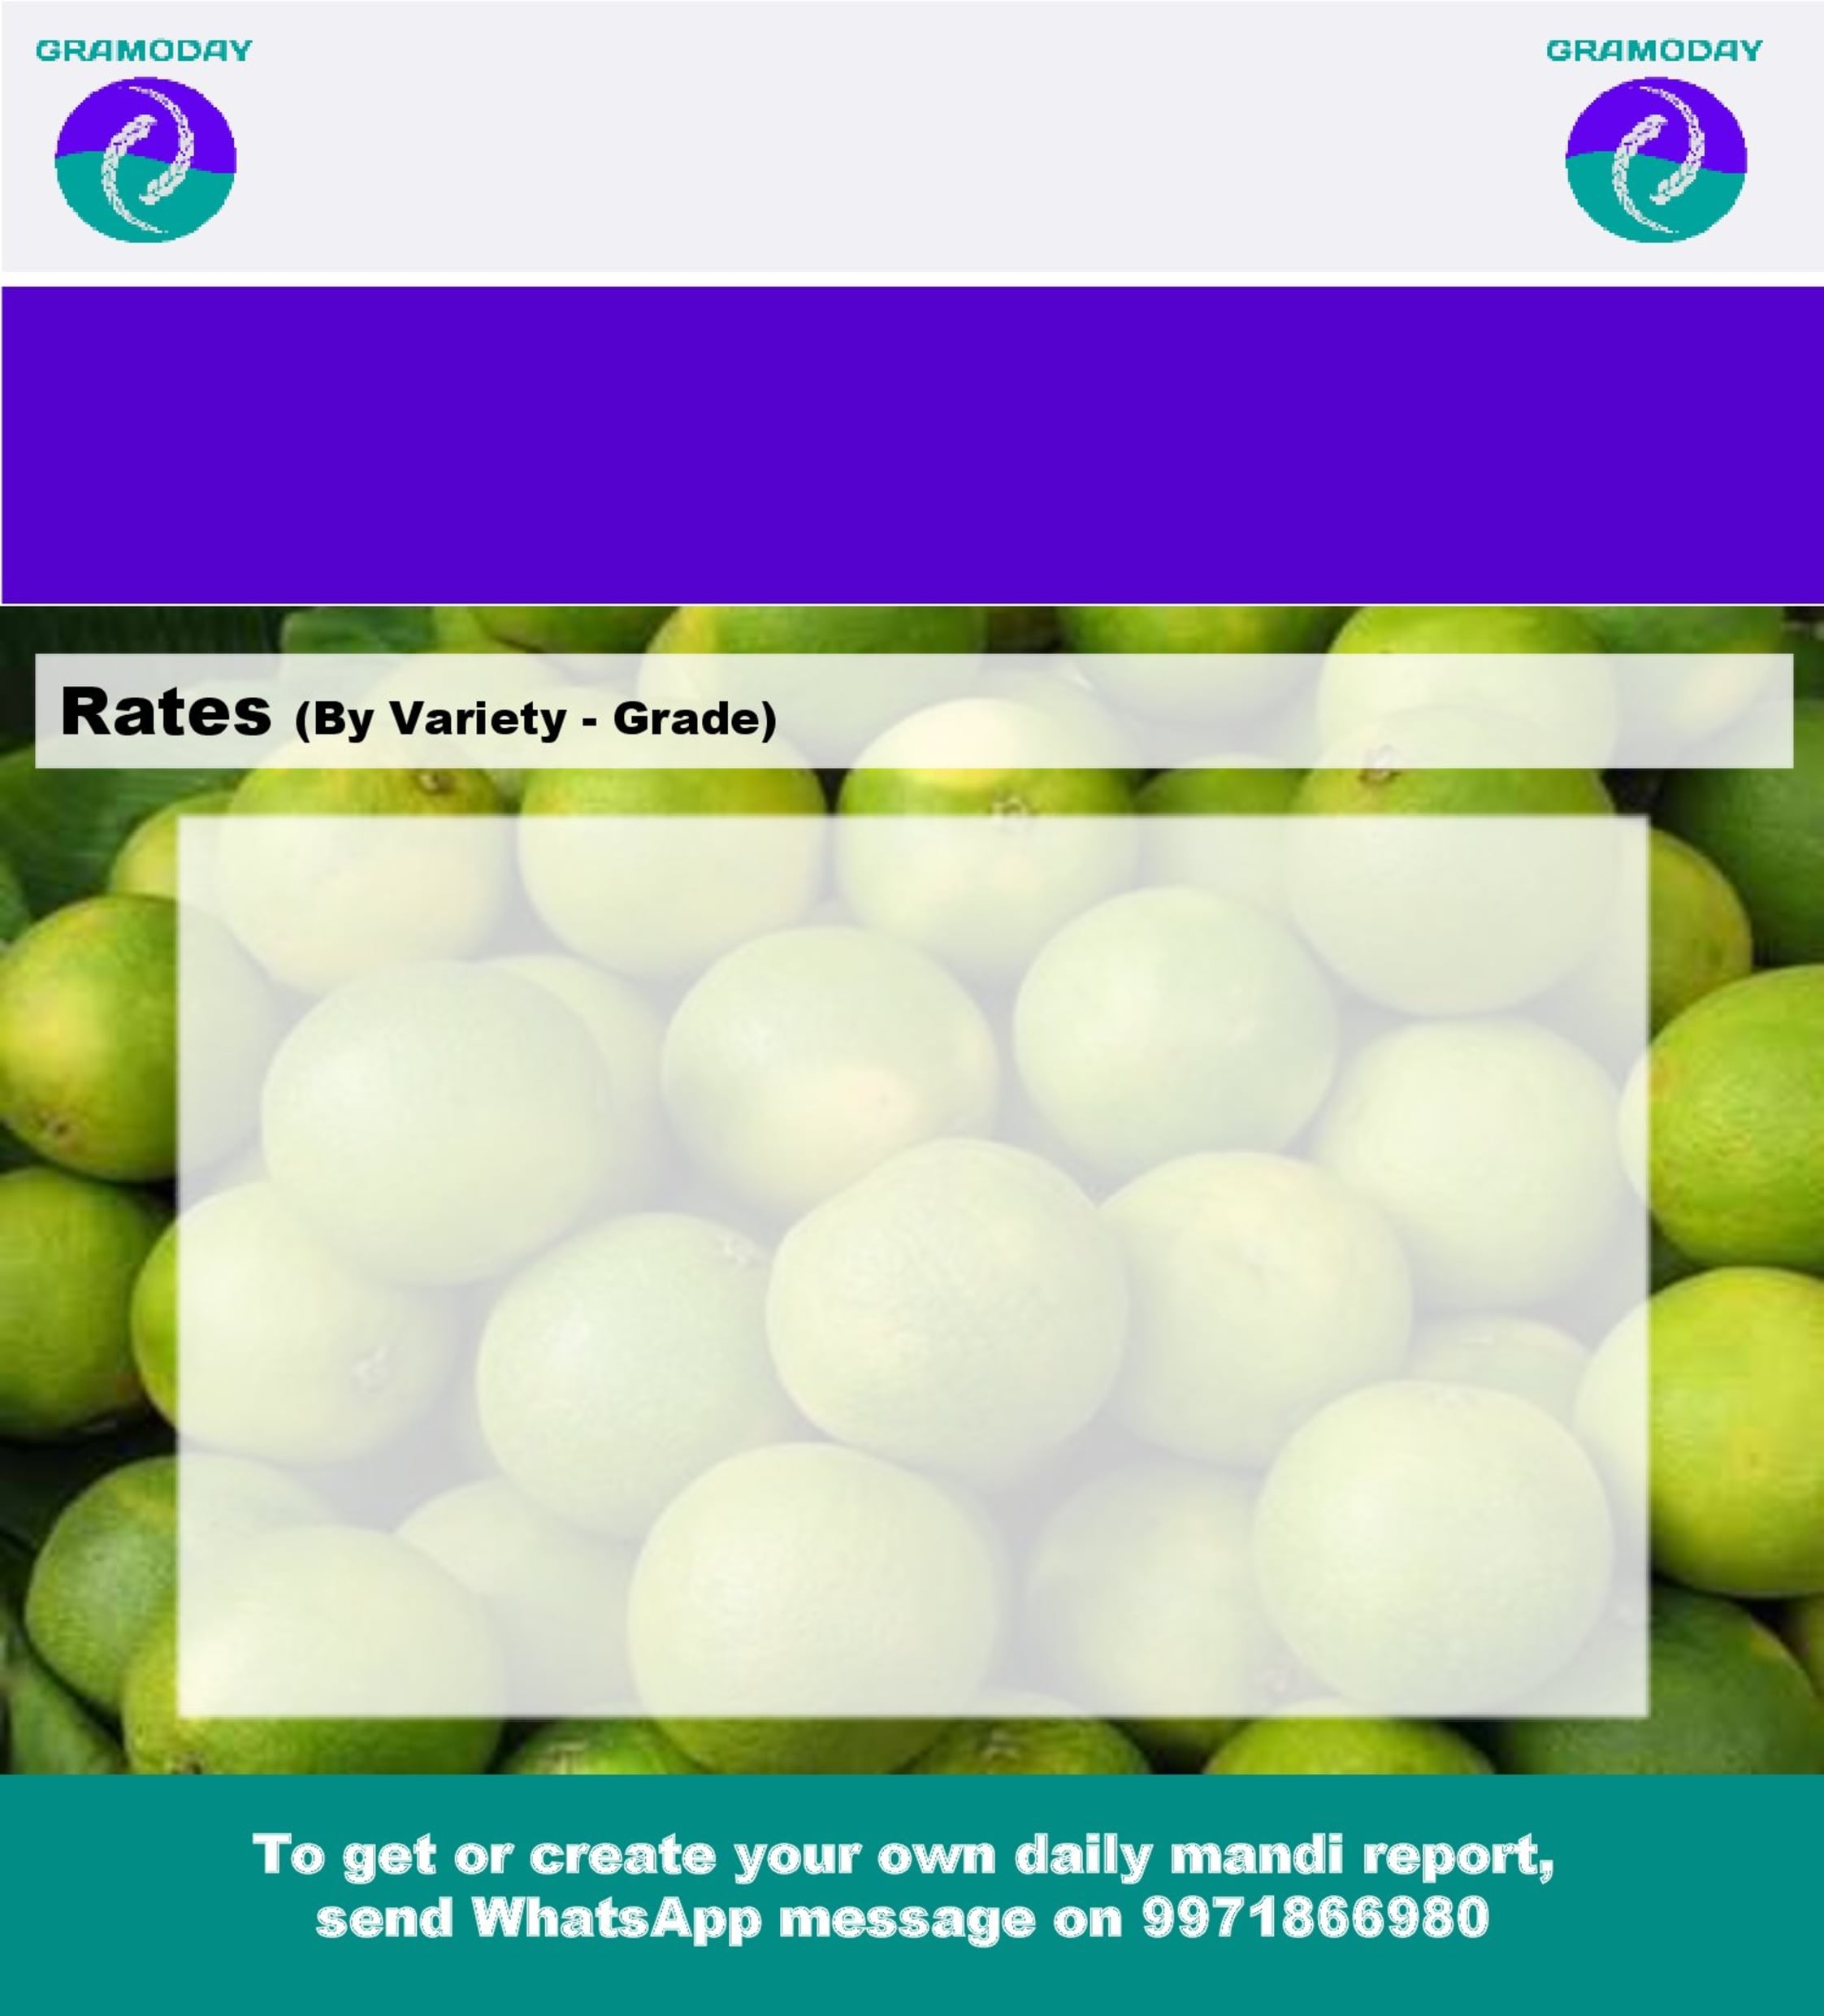 GRAMODAY GRAMODAY
Rates (By Variety - Grade)
To get or create your own daily mandi report,
send WhatsApp message on 9971866980